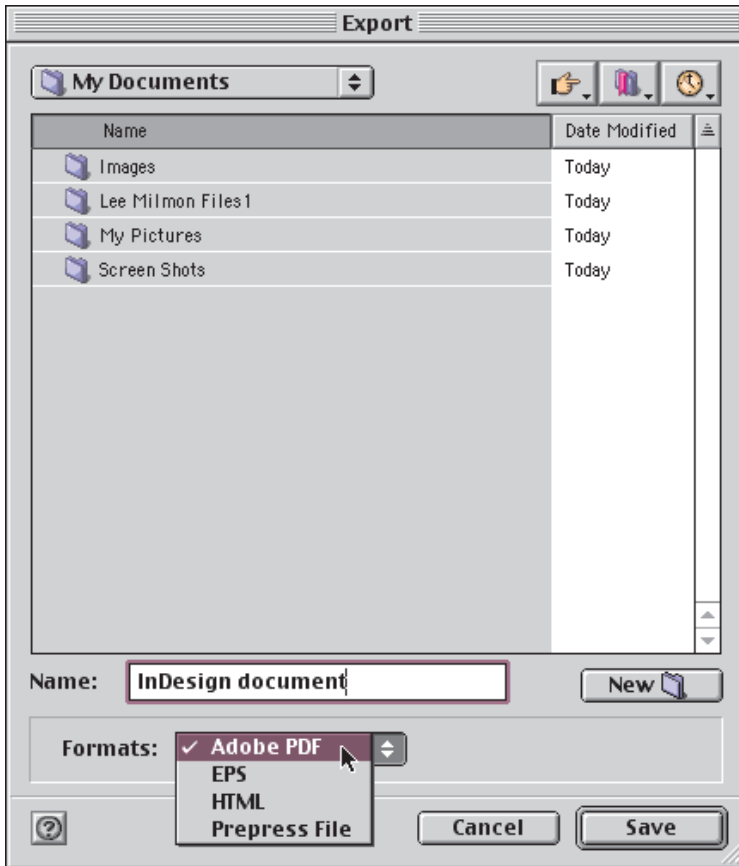 Export
My Documents
Name Date Modified
Images Today
Lee Milmon Files1 Today
My Pictures Today
Screen Shots Today
Name: InDesign document New
Formats: ✓ Adobe PDF
EPS
HTML
Prepress File
? Cancel Save